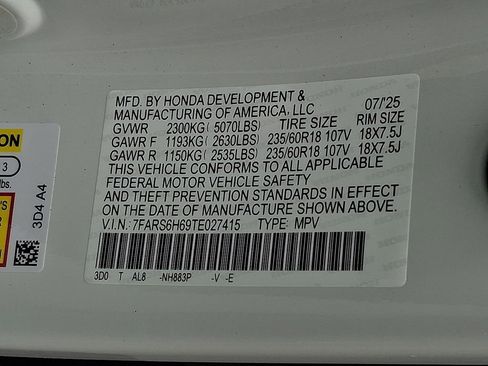 MFD. BY HONDA DEVELOPMENT &
MANUFACTURING OF AMERICA, LLC 07/'25
GVWR 2300KG( 5070LBS) TIRE SIZE RIM SIZE
GAWR F 1193KG( 2630LBS) 235/60R18 107V 18X7.5J
GAWR R 1150KG( 2535LBS) 235/60R18 107V 18X7.5J
THIS VEHICLE CONFORMS TO ALL APPLICABLE
FEDERAL MOTOR VEHICLE SAFETY
AND THEFT PREVENTION STANDARDS IN EFFECT
ON THE DATE OF MANUFACTURE SHOWN ABOVE.
V.I.N.: 7FARS6H69TE027415 TYPE: MPV
3D0 T AL8 -NH883P -V -E
ON
3
lbs.
'S
R
3D4 A4